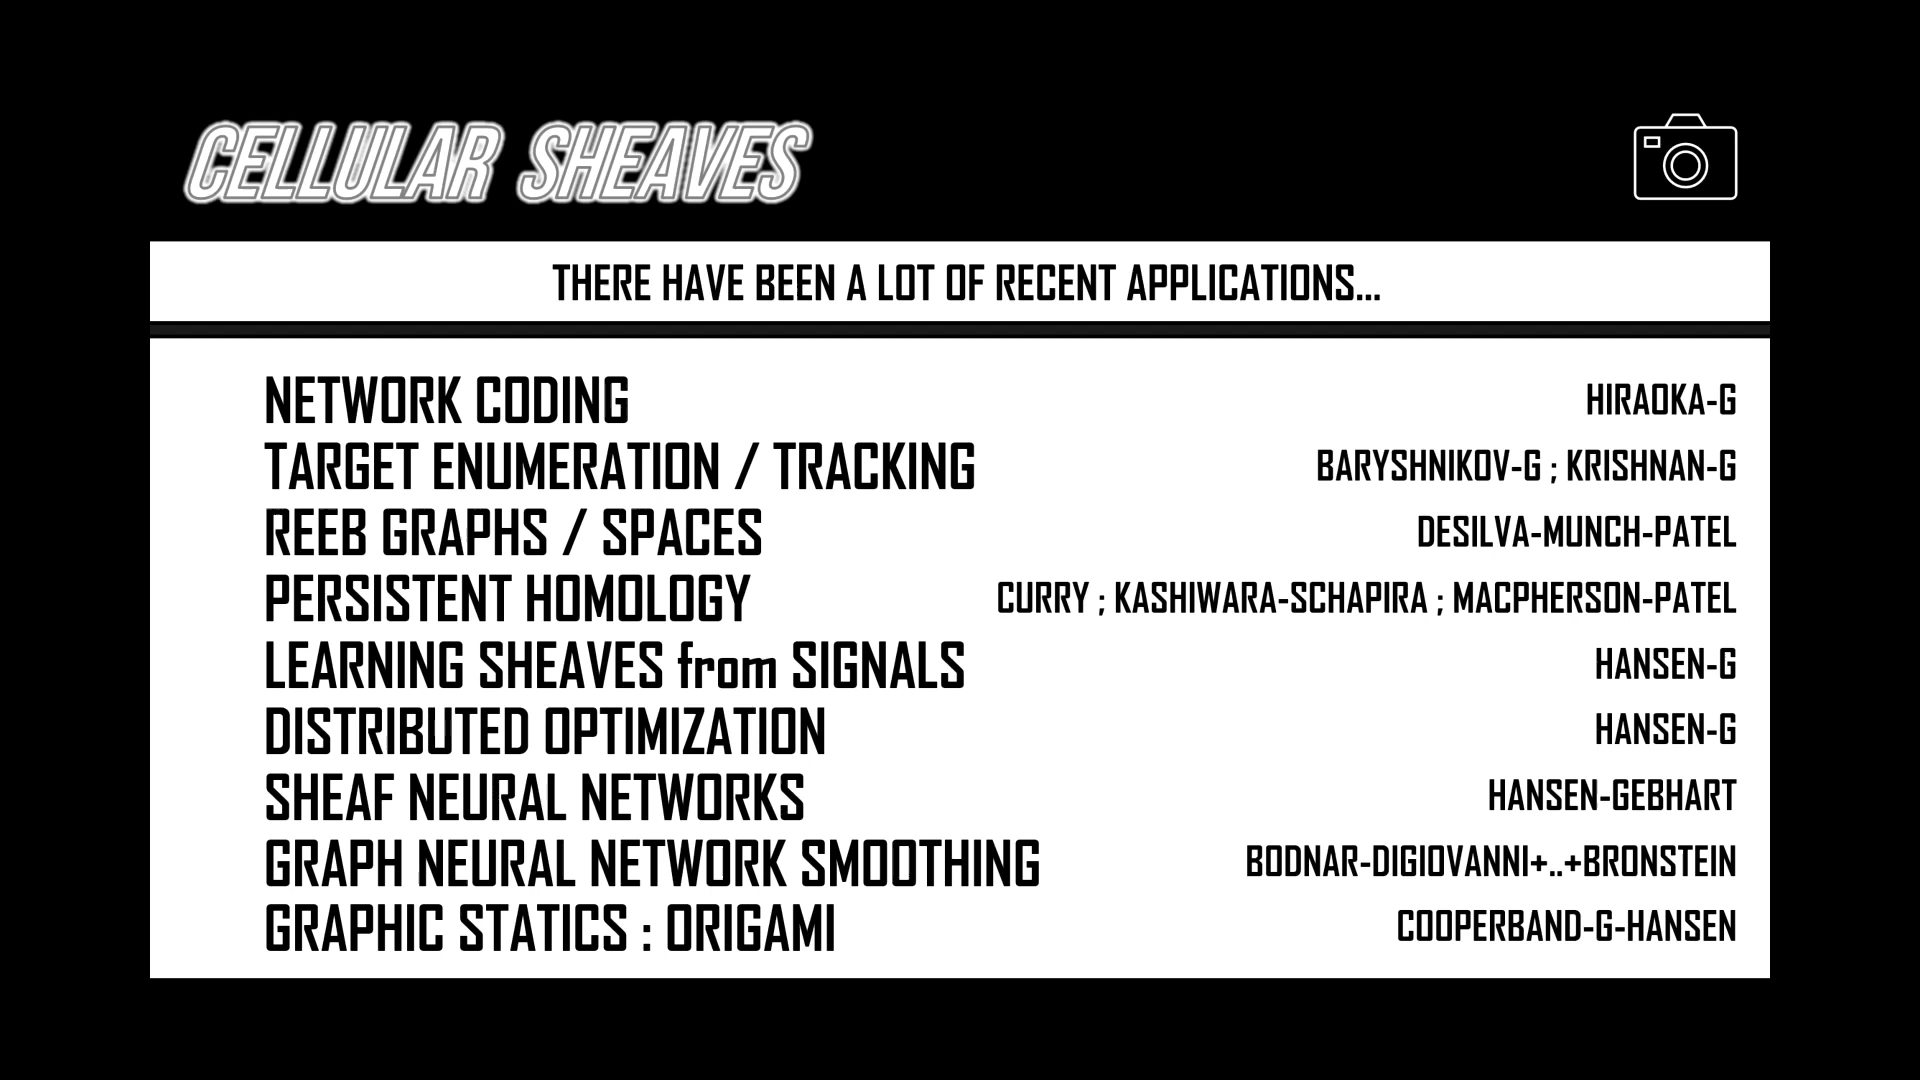 CELLULAR SHEAVES
THERE HAVE BEEN A LOT OF RECENT APPLICATIONS...
NETWORK CODING HIRAOKA-G
TARGET ENUMERATION / TRACKING BARYSHNIKOV-G ; KRISHNAN-G
REEB GRAPHS / SPACES DESILVA-MUNCH-PATEL
PERSISTENT HOMOLOGY CURRY ; KASHIWARA-SCHAPIRA ; MACPHERSON-PATEL
LEARNING SHEAVES from SIGNALS HANSEN-G
DISTRIBUTED OPTIMIZATION HANSEN-G
SHEAF NEURAL NETWORKS HANSEN-GEBHART
GRAPH NEURAL NETWORK SMOOTHING BODNAR-DIGIOVANNI+..+BRONSTEIN
GRAPHIC STATICS : ORIGAMI COOPERBAND-G-HANSEN